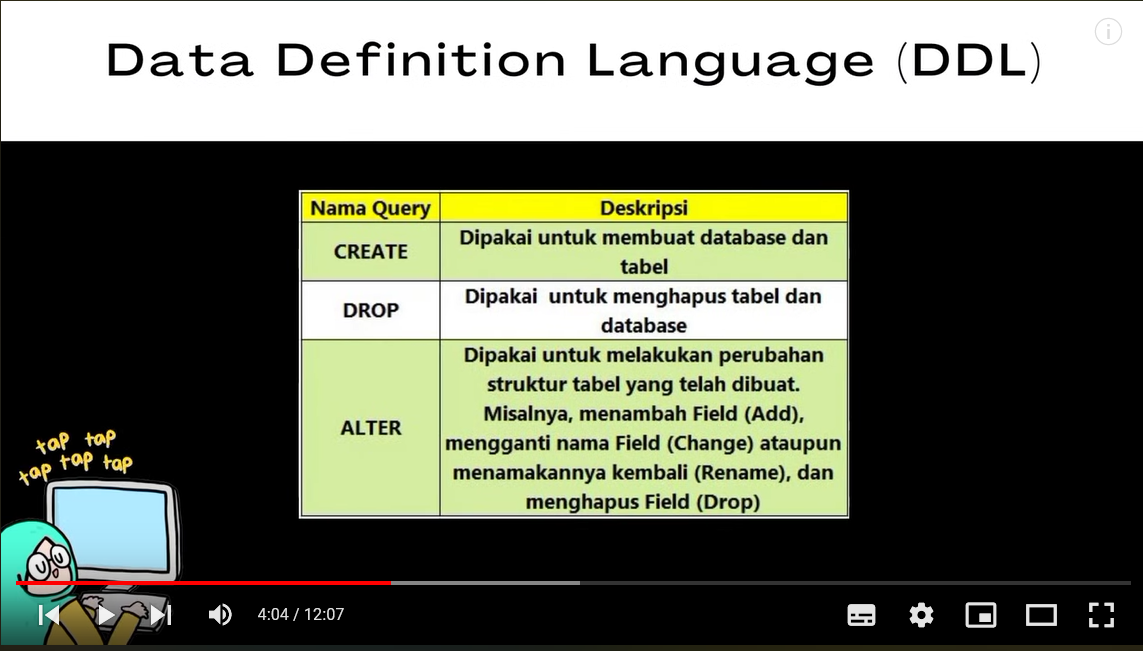 Data Definition Language (DDL)
Nama Query
Deskripsi
CREATE
Dipakai untuk membuat database dan
tabel
DROP
Dipakai untuk menghapus tabel dan
database
ALTER
Dipakai untuk melakukan perubahan
struktur tabel yang telah dibuat.
Misalnya, menambah Field (Add),
mengganti nama Field (Change) ataupun
menamakannya kembali (Rename), dan
menghapus Field (Drop)
tap tap
tap tap tap
4:04 / 12:07